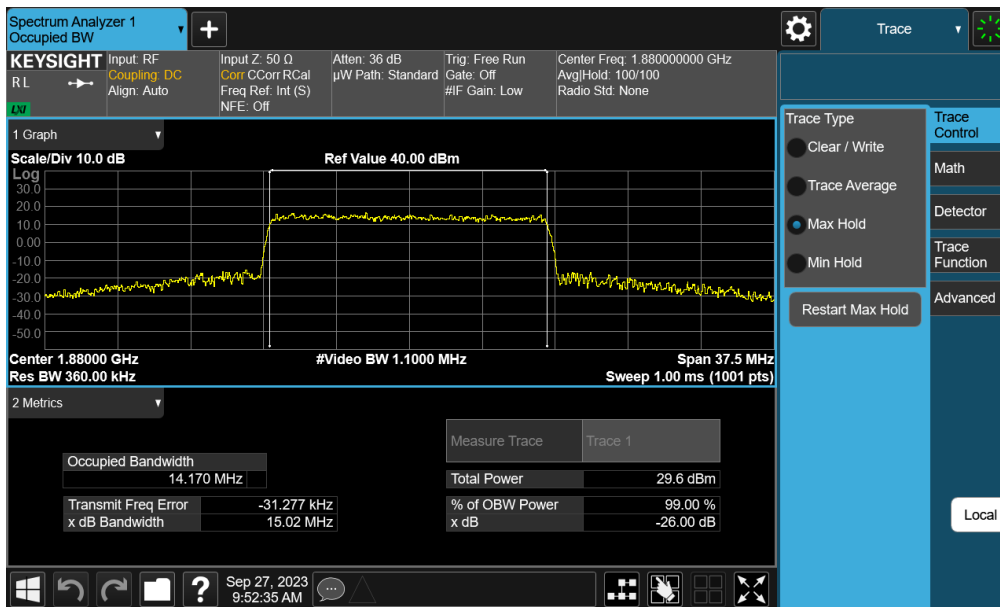 Spectrum Analyzer 1
Occupied BW
+
Trace
KEYSIGHT
R L
LXI
Input: RF
Coupling: DC
Align: Auto
Input Z: 50 Ω
Corr CCorr RCal
Freq Ref: Int (S)
NFE: Off
Atten: 36 dB
µW Path: Standard
Trig: Free Run
Gate: Off
#IF Gain: Low
Center Freq: 1.880000000 GHz
Avg|Hold: 100/100
Radio Std: None
1 Graph
Scale/Div 10.0 dB
Ref Value 40.00 dBm
Log
30.0
20.0
10.0
0.00
-10.0
-20.0
-30.0
-40.0
-50.0
Center 1.88000 GHz
#Video BW 1.1000 MHz
Span 37.5 MHz
Res BW 360.00 kHz
Sweep 1.00 ms (1001 pts)
2 Metrics
Measure Trace
Trace 1
Occupied Bandwidth
14.170 MHz
Total Power
29.6 dBm
Transmit Freq Error
-31.277 kHz
% of OBW Power
99.00 %
x dB Bandwidth
15.02 MHz
x dB
-26.00 dB
Trace Type
Clear / Write
Trace Average
Max Hold
Min Hold
Restart Max Hold
Trace
Control
Math
Detector
Trace
Function
Advanced
Local
?
Sep 27, 2023
9:52:35 AM